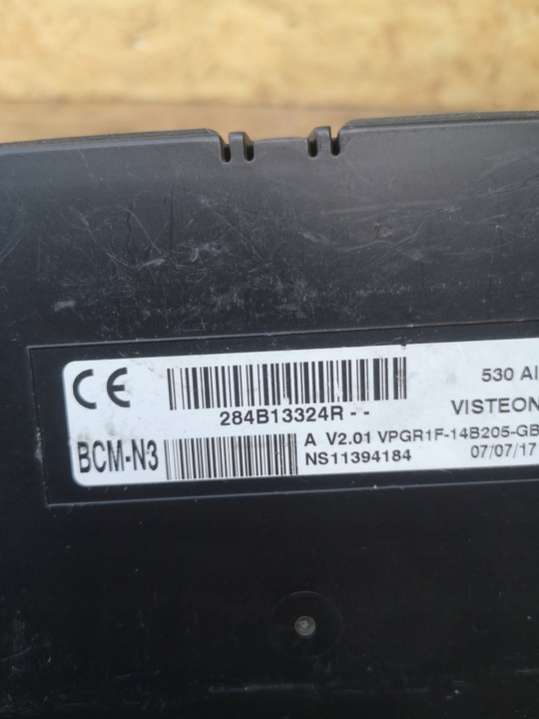 CE 530 AI
284B13324R - - VISTEON
BCM-N3 A V2.01 VPGR1F-14B205-GB
NS11394184 07/07/17